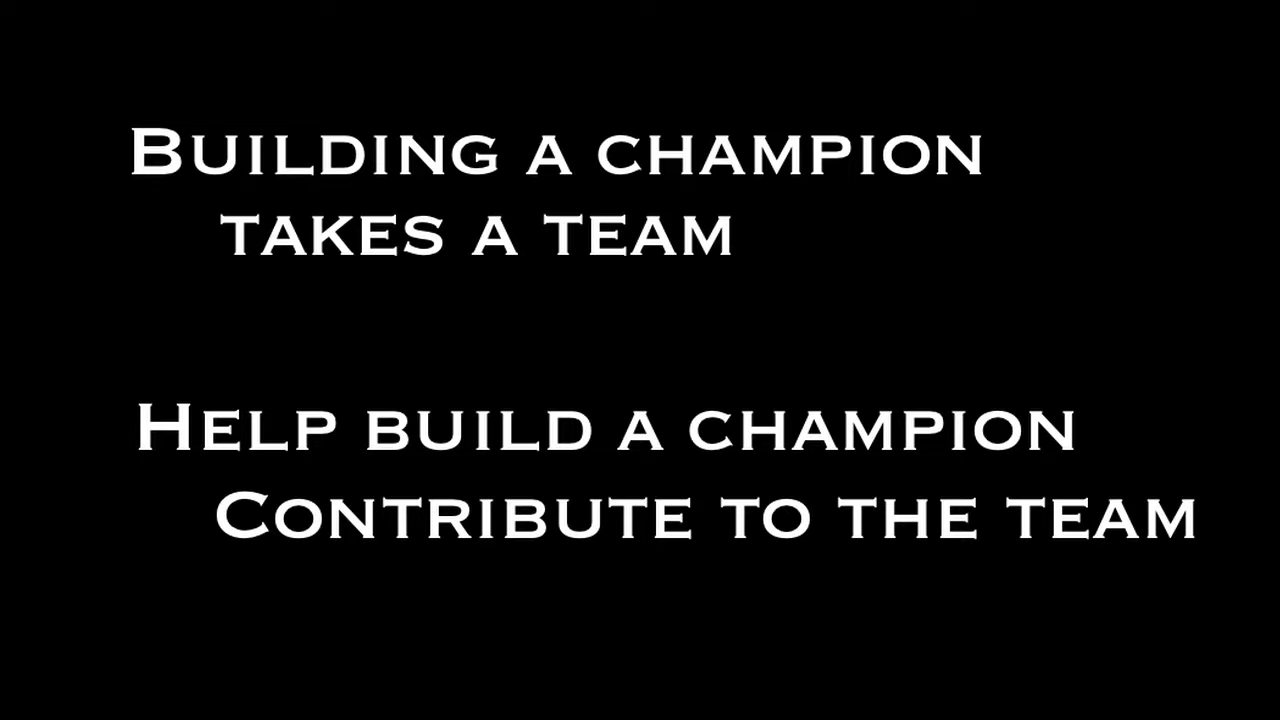 Building a champion
takes a team
Help build a champion
Contribute to the team